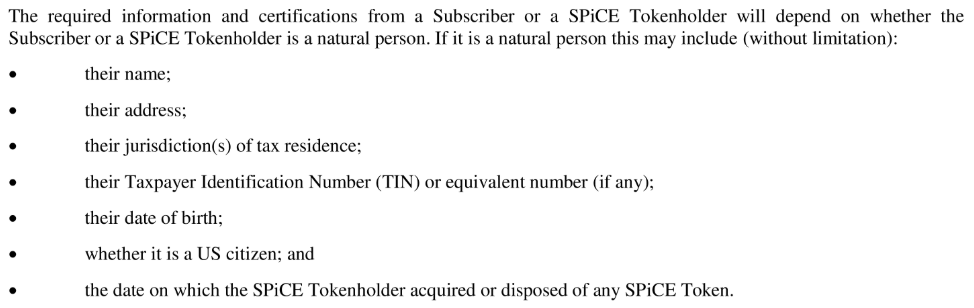 The required information and certifications from a Subscriber or a SPiCE Tokenholder will depend on whether the
Subscriber or a SPiCE Tokenholder is a natural person. If it is a natural person this may include (without limitation):
• their name;
• their address;
• their jurisdiction(s) of tax residence;
• their Taxpayer Identification Number (TIN) or equivalent number (if any);
• their date of birth;
• whether it is a US citizen; and
• the date on which the SPiCE Tokenholder acquired or disposed of any SPiCE Token.